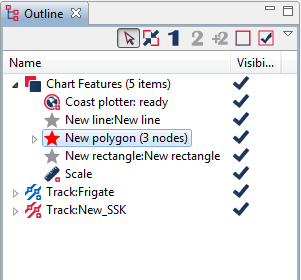 Outline
1 2 +2
Name Visibi...
Chart Features (5 items)
Coast plotter: ready
New line:New line
New polygon (3 nodes)
New rectangle:New rectangle
Scale
Track:Frigate
Track:New_SSK